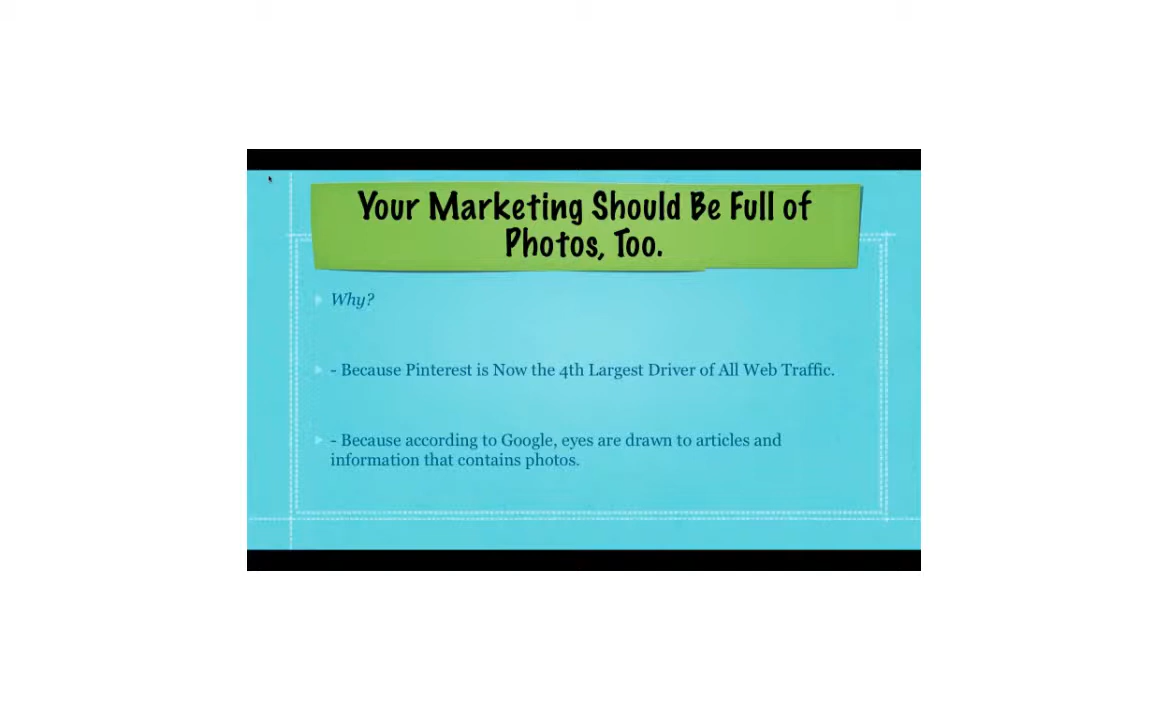 Your Marketing Should Be Full of
Photos, Too.
Why?
- Because Pinterest is Now the 4th Largest Driver of All Web Traffic.
- Because according to Google, eyes are drawn to articles and
information that contains photos.